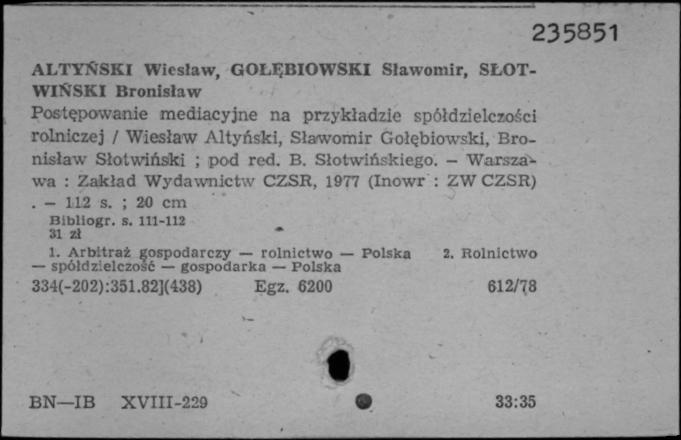 235851
ALTYŃSKI Wiesław, GOŁĘBIOWSKI Sławomir, SŁOT-
WIŃSKI Bronisław
Postępowanie mediacyjne na przykładzie spółdzielczości
rolniczej / Wiesław Altyński, Sławomir Gołębiowski, Bro-
nisław Słotwiński ; pod red. B. Słotwińskiego. — Warsza-
wa : Zakład Wydawnictw CZSR, 1977 (Inowr : ZW CZSR)
. — 112 s. ; 20 cm
Bibliogr. s. 111-112
31 zł
1. Arbitraż gospodarczy — rolnictwo — Polska 2. Rolnictwo
— spółdzielczość — gospodarka — Polska
334(-202):351.82](438) Egz. 6200 612/78
BN—IB XVIII-229 33:35